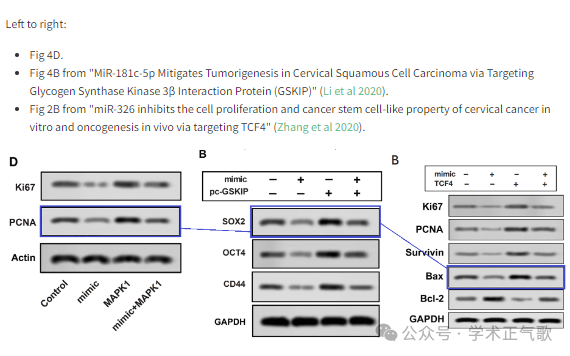 Left to right:
Fig 4D.
Fig 4B from "MiR-181c-5p Mitigates Tumorigenesis in Cervical Squamous Cell Carcinoma via Targeting
Glycogen Synthase Kinase 3β Interaction Protein (GSKIP)" (Li et al 2020).
Fig 2B from "miR-326 inhibits the cell proliferation and cancer stem cell-like property of cervical cancer in
vitro and oncogenesis in vivo via targeting TCF4" (Zhang et al 2020).
D
Ki67
PCNA
Actin
Control
mimic
MAPK1
mimic+MAPK1
B
mimic − + − +
pc-GSKIP − − + +
SOX2
OCT4
CD44
GAPDH
B
mimic − + − +
TCF4 − − + +
Ki67
PCNA
Survivin
Bax
Bcl-2
GAPDH
公众号 · 学术正气歌